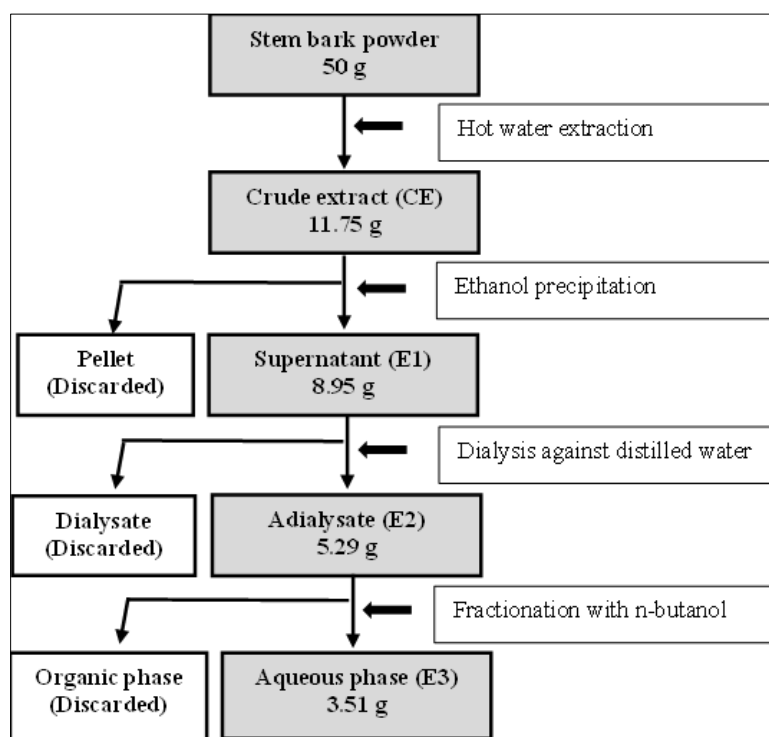 Stem bark powder
50 g
Hot water extraction
Crude extract (CE)
11.75 g
Ethanol precipitation
Pellet
(Discarded)
Supernatant (E1)
8.95 g
Dialysis against distilled water
Dialysate
(Discarded)
Adialysate (E2)
5.29 g
Fractionation with n-butanol
Organic phase
(Discarded)
Aqueous phase (E3)
3.51 g